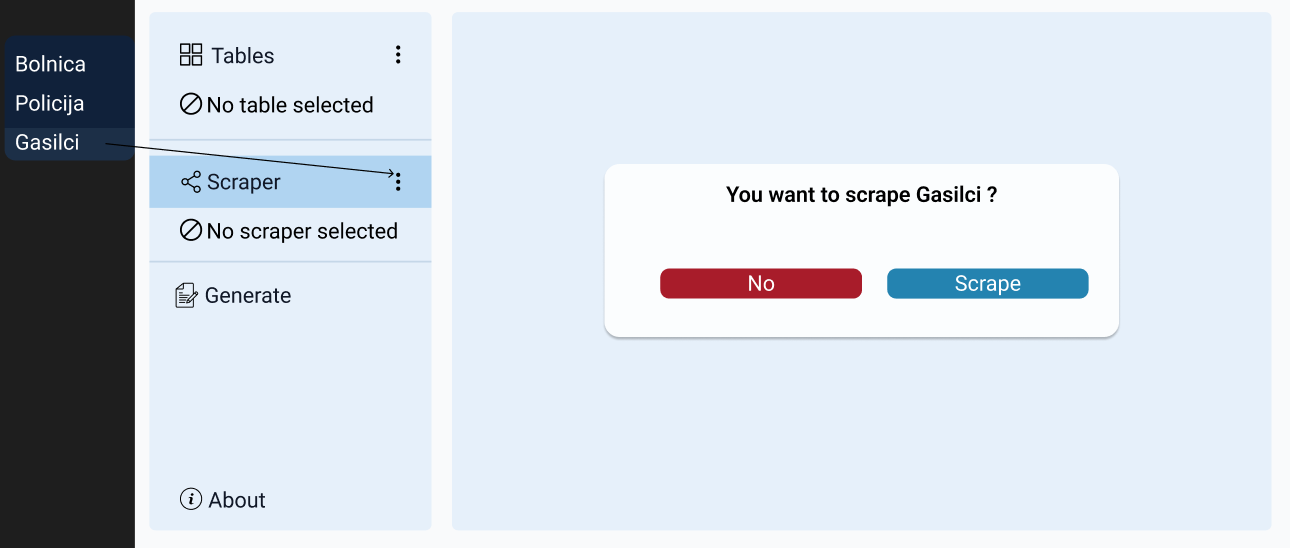 Bolnica
Policija
Gasilci
Tables
No table selected
Scraper
No scraper selected
Generate
About
You want to scrape Gasilci ?
No
Scrape